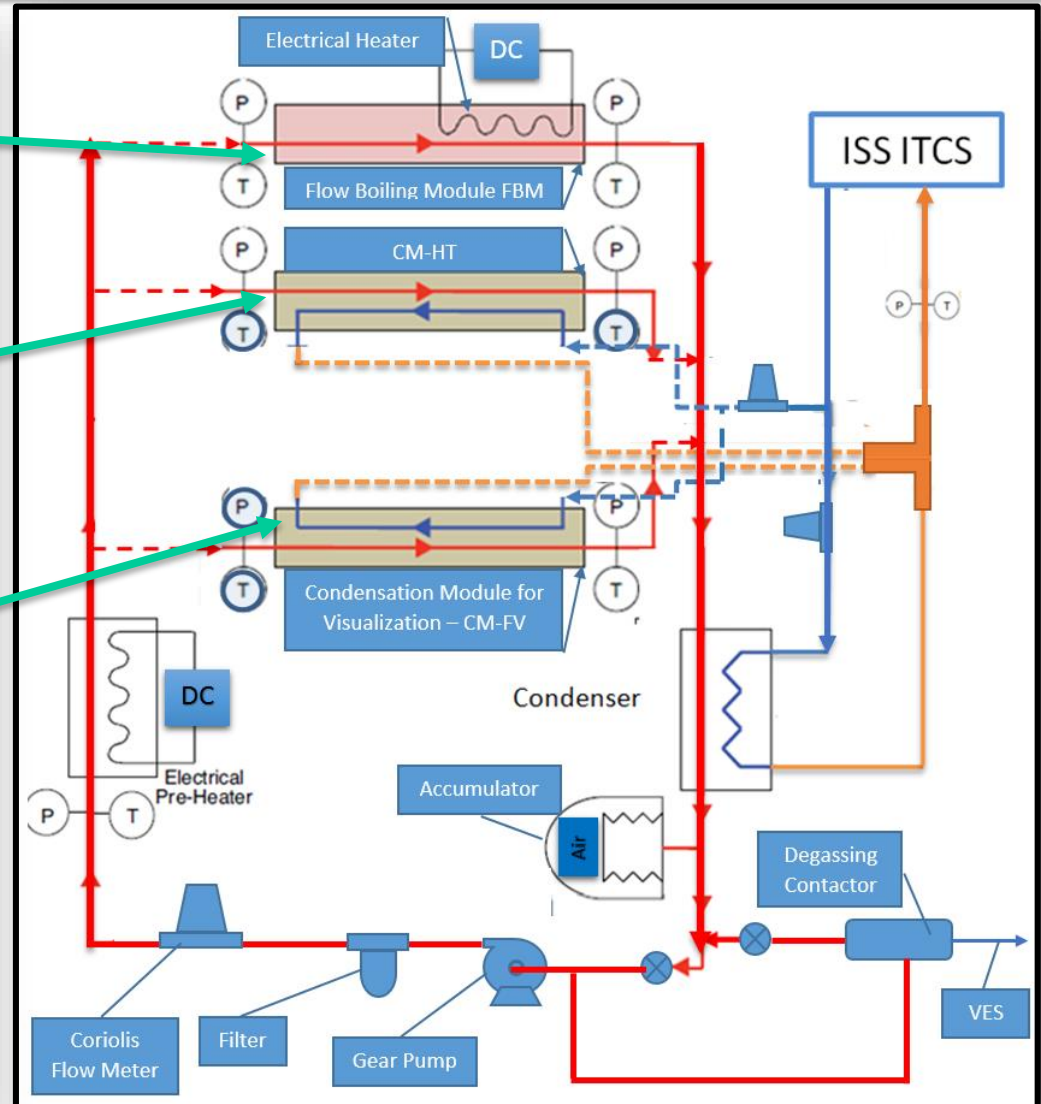 Electrical Heater
DC
P
P
T
T
Flow Boiling Module FBM
ISS ITCS
P
CM-HT
P
T
T
P
T
P
P
T
T
Condensation Module for
Visualization – CM-FV
r
DC
Electrical
Pre-Heater
P
T
Condenser
Accumulator
Air
Degassing
Contactor
VES
Coriolis
Flow Meter
Filter
Gear Pump